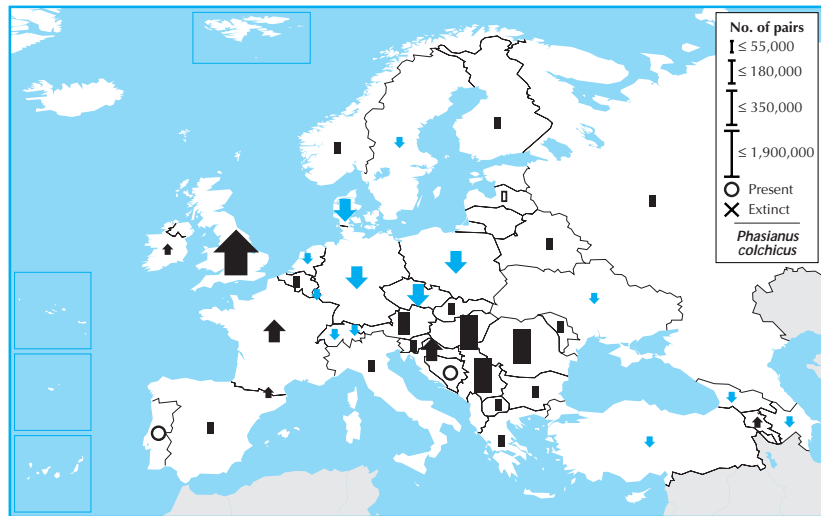 No. of pairs
≤ 55,000
≤ 180,000
≤ 350,000
≤ 1,900,000
Present
Extinct
Phasianus
colchicus